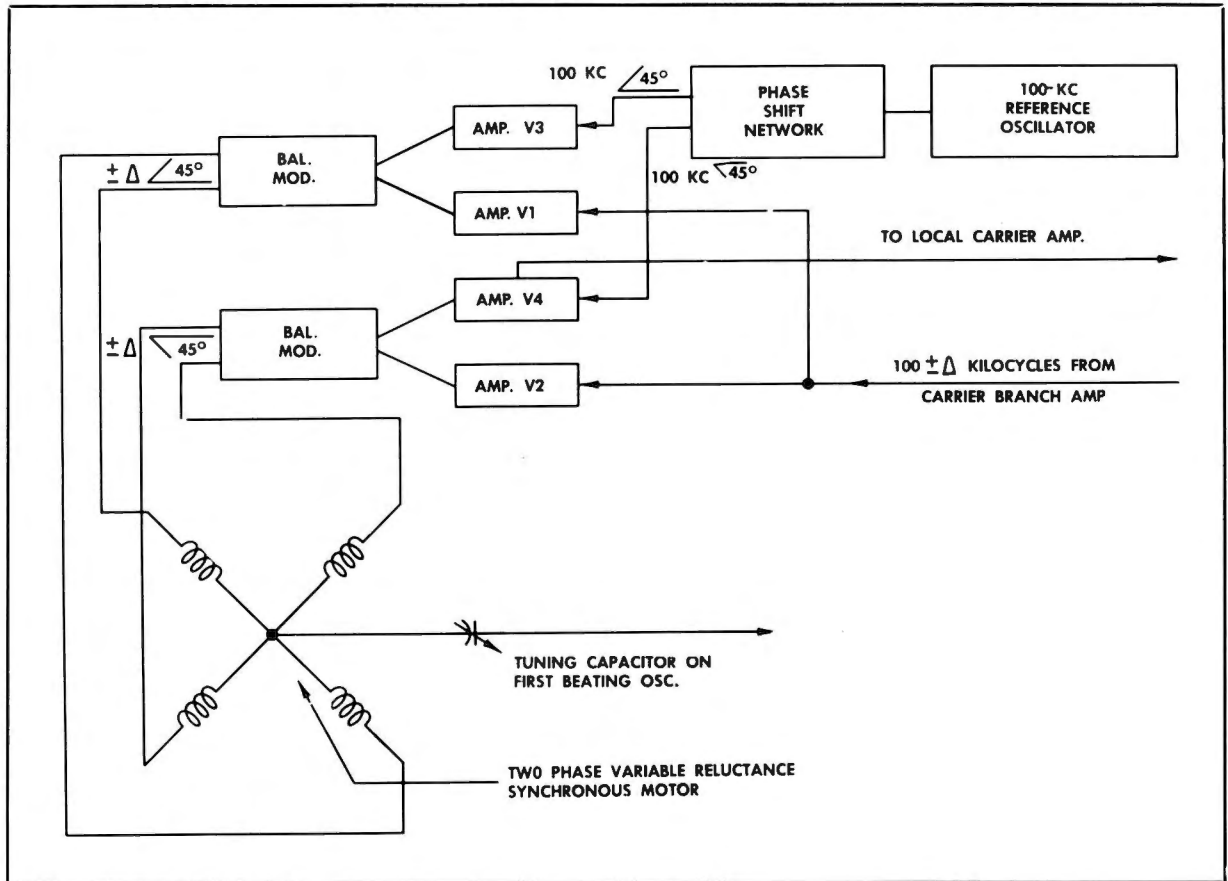 100 KC ∠45°
PHASE
SHIFT
NETWORK
100-KC
REFERENCE
OSCILLATOR
AMP. V3
BAL.
MOD.
± Δ ∠45°
100 KC 45°
AMP. V1
TO LOCAL CARRIER AMP.
AMP. V4
BAL.
MOD.
± Δ 45°
AMP. V2
100 ± Δ KILOCYCLES FROM
CARRIER BRANCH AMP
TUNING CAPACITOR ON
FIRST BEATING OSC.
TWO PHASE VARIABLE RELUCTANCE
SYNCHRONOUS MOTOR